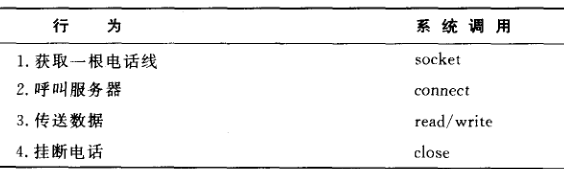 行 为 系 统 调 用
1.获取一根电话线 socket
2.呼叫服务器 connect
3.传送数据 read/write
4.挂断电话 close